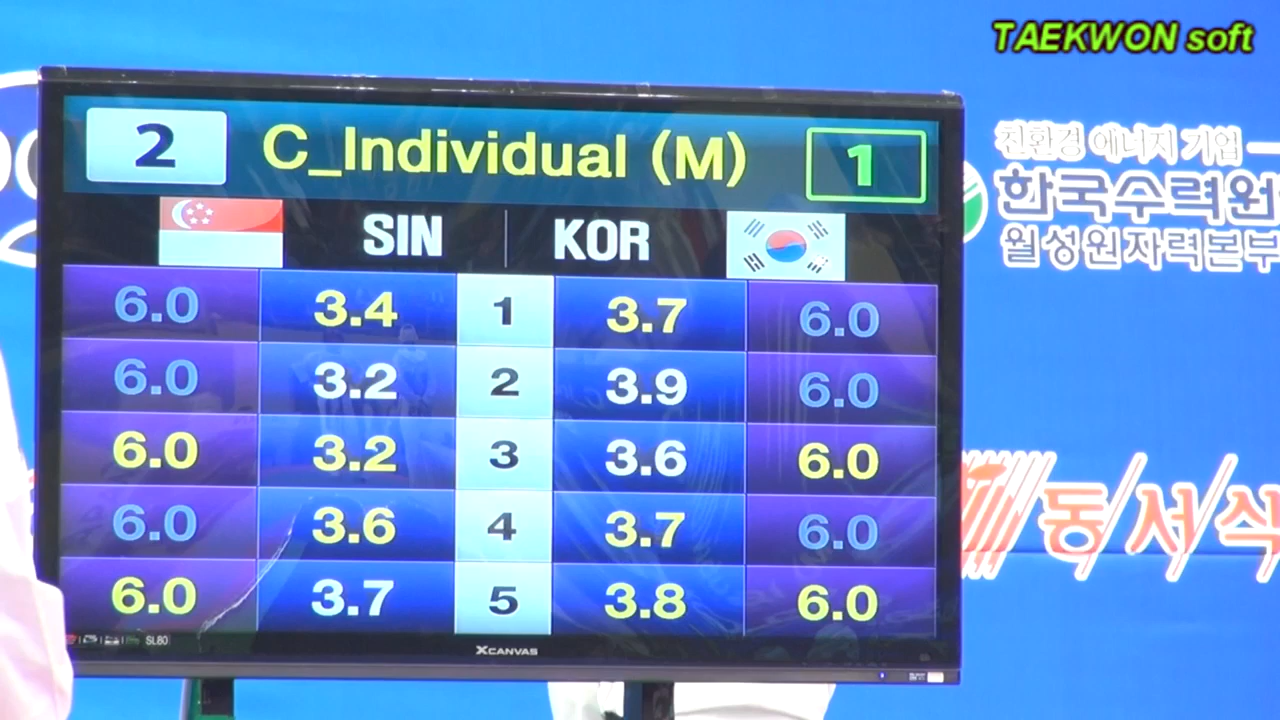 TAEKWON soft
2 C_Individual (M) 1
SIN KOR
6.0 3.4 1 3.7 6.0
6.0 3.2 2 3.9 6.0
6.0 3.2 3 3.6 6.0
6.0 3.6 4 3.7 6.0
6.0 3.7 5 3.8 6.0
SL80
XCANVAS
친환경 에너지 기업
한국수력원
월성원자력본부
동서식